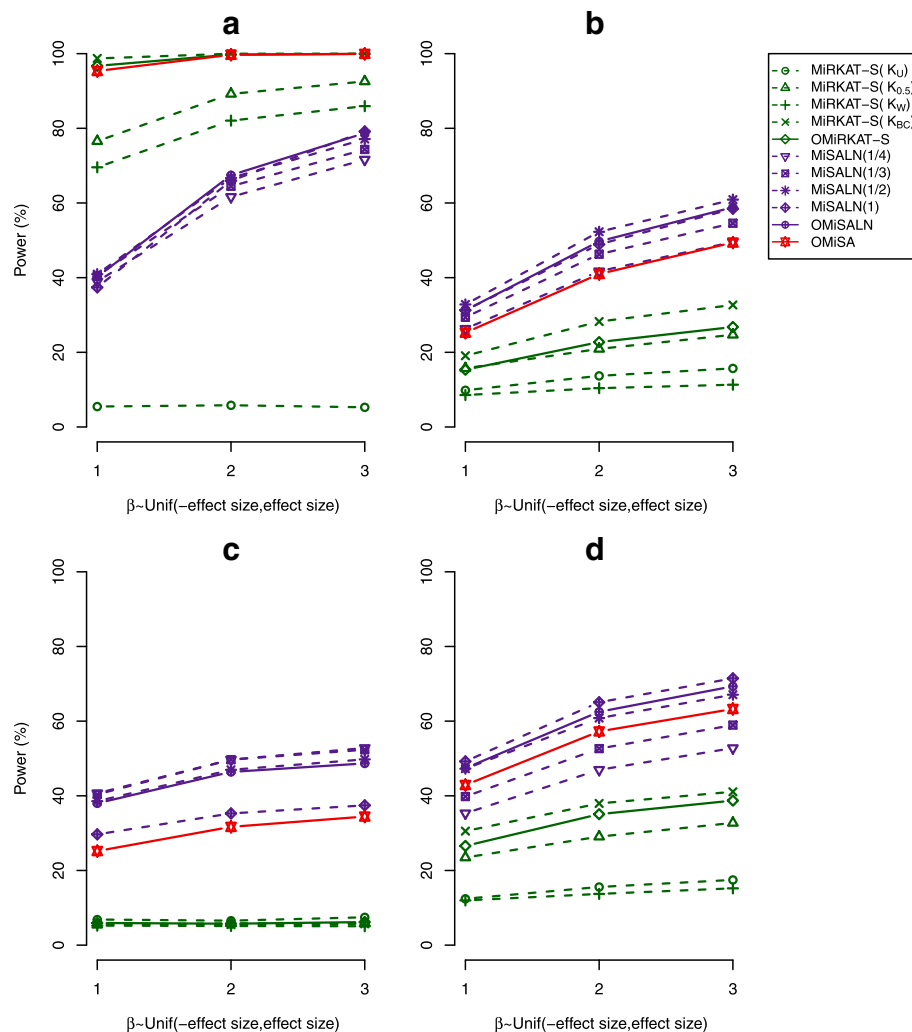 a
b
Power (%)
0
20
40
60
80
100
1
2
3
β~Unif(−effect size,effect size)
0
20
40
60
80
100
1
2
3
β~Unif(−effect size,effect size)
MiRKAT−S( KU)
MiRKAT−S( K0.5)
MiRKAT−S( KW)
MiRKAT−S( KBC)
OMiRKAT−S
MiSALN(1/4)
MiSALN(1/3)
MiSALN(1/2)
MiSALN(1)
OMiSALN
OMiSA
c
d
Power (%)
0
20
40
60
80
100
1
2
3
β~Unif(−effect size,effect size)
0
20
40
60
80
100
1
2
3
β~Unif(−effect size,effect size)